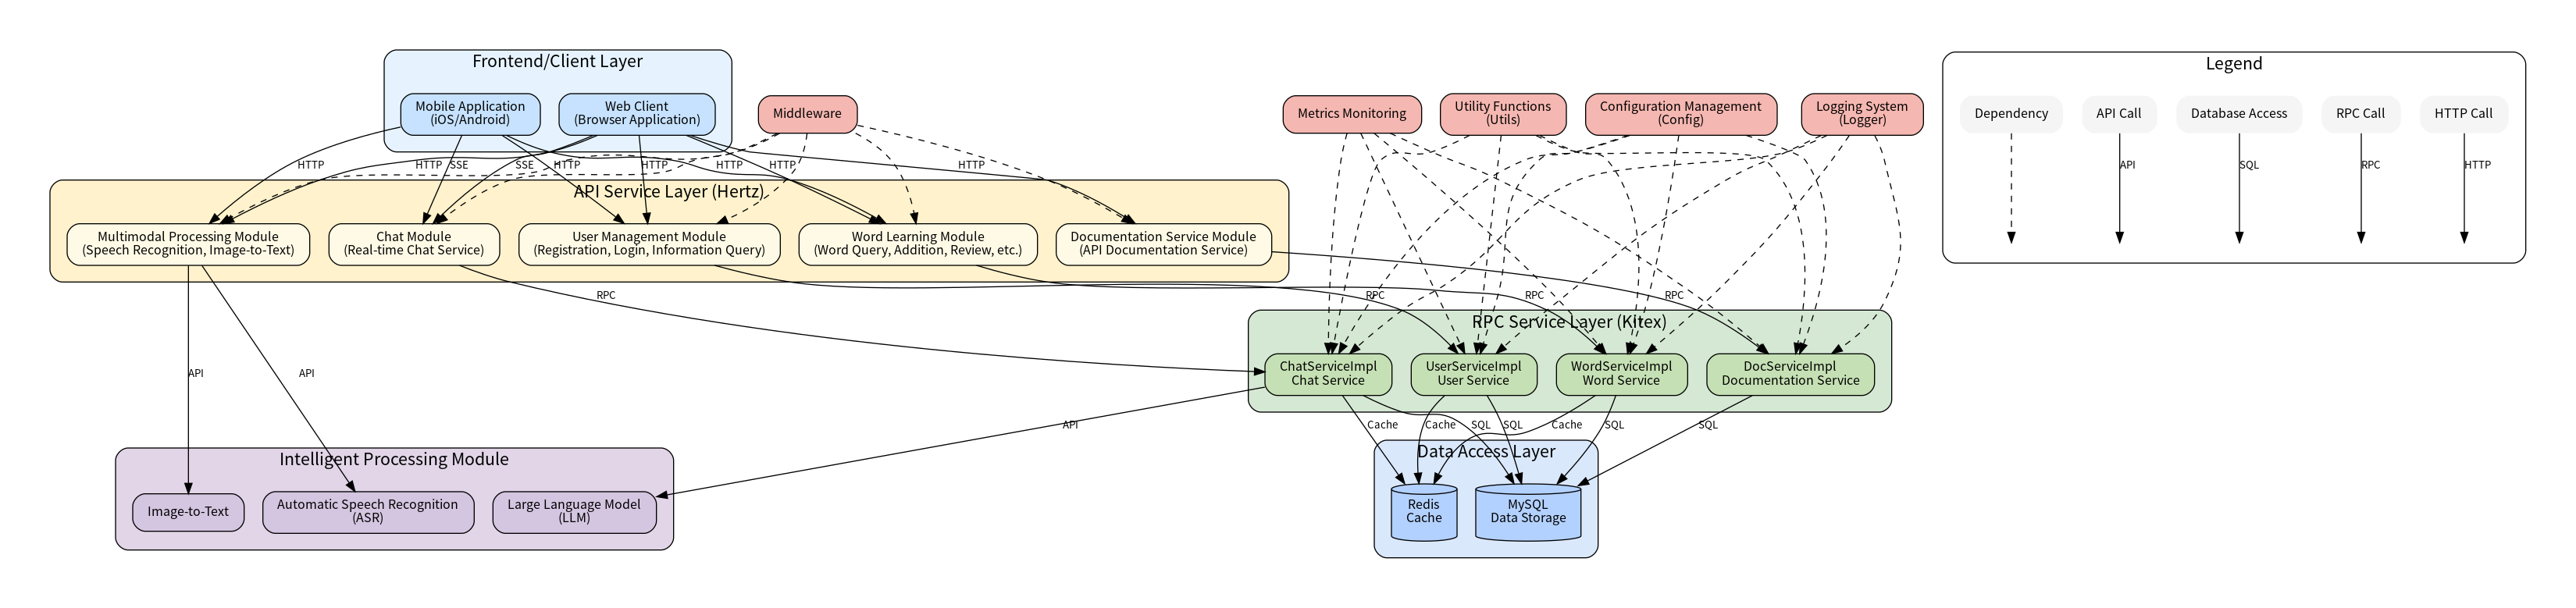 Frontend/Client Layer
Mobile Application
(iOS/Android)
Web Client
(Browser Application)
Middleware
Metrics Monitoring
Utility Functions
(Utils)
Configuration Management
(Config)
Logging System
(Logger)
Legend
Dependency
API Call
Database Access
RPC Call
HTTP Call
API
SQL
RPC
HTTP
HTTP
HTTP
SSE
SSE
HTTP
HTTP
HTTP
HTTP
HTTP
API Service Layer (Hertz)
Multimodal Processing Module
(Speech Recognition, Image-to-Text)
Chat Module
(Real-time Chat Service)
User Management Module
(Registration, Login, Information Query)
Word Learning Module
(Word Query, Addition, Review, etc.)
Documentation Service Module
(API Documentation Service)
RPC
RPC
RPC
RPC
RPC Service Layer (Kitex)
ChatServiceImpl
Chat Service
UserServiceImpl
User Service
WordServiceImpl
Word Service
DocServiceImpl
Documentation Service
API
API
API
Cache
Cache
SQL
SQL
Cache
SQL
SQL
Intelligent Processing Module
Image-to-Text
Automatic Speech Recognition
(ASR)
Large Language Model
(LLM)
Data Access Layer
Redis
Cache
MySQL
Data Storage